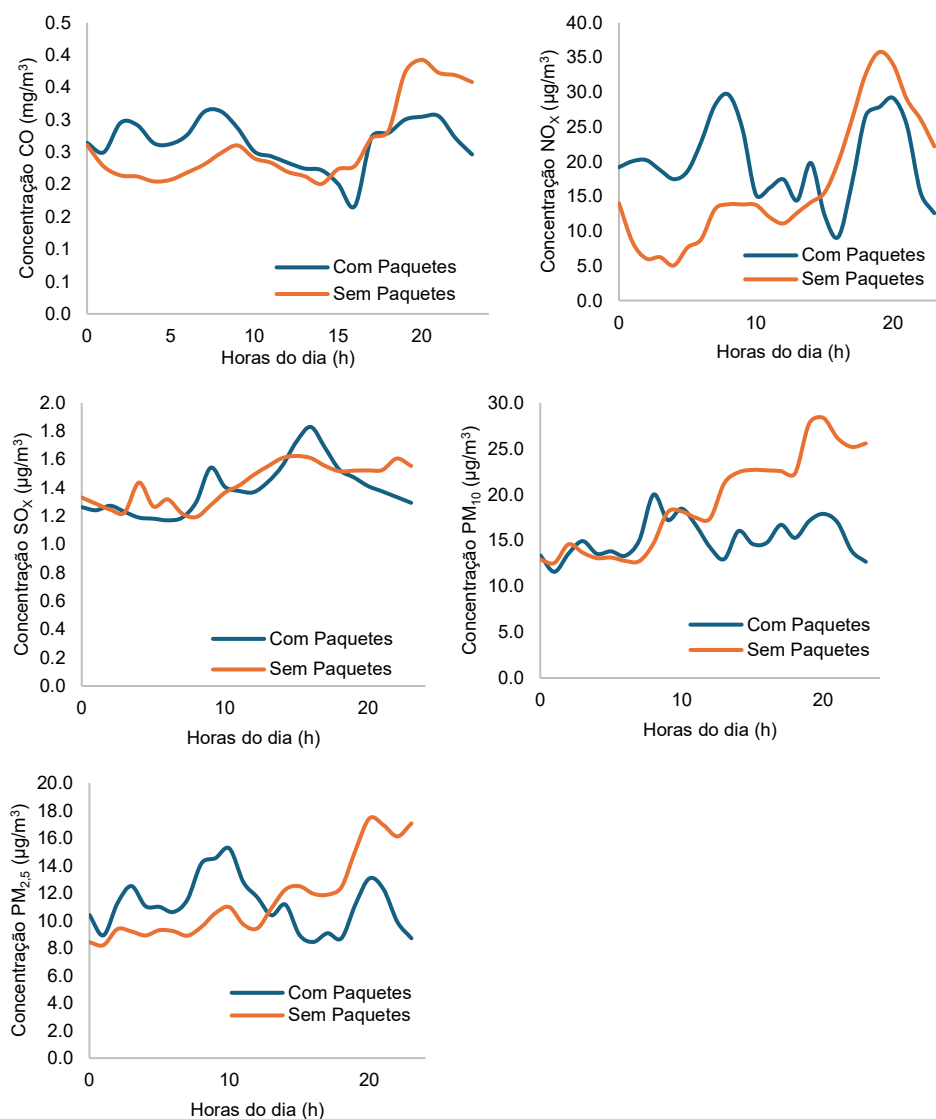 Concentração CO (mg/m³)
0.5
0.4
0.4
0.3
0.3
0.2
0.2
0.1
0.1
0.0
Com Paquetes
Sem Paquetes
0 5 10 15 20
Horas do dia (h)
Concentração NOX (µg/m³)
40.0
35.0
30.0
25.0
20.0
15.0
10.0
5.0
0.0
Com Paquetes
Sem Paquetes
0 10 20
Horas do dia (h)
Concentração SOX (µg/m³)
2.0
1.8
1.6
1.4
1.2
1.0
0.8
0.6
0.4
0.2
0.0
Com Paquetes
Sem Paquetes
0 10 20
Horas do dia (h)
Concentração PM10 (µg/m³)
30.0
25.0
20.0
15.0
10.0
5.0
0.0
Com Paquetes
Sem Paquetes
0 10 20
Horas do dia (h)
Concentração PM2,5 (µg/m³)
20.0
18.0
16.0
14.0
12.0
10.0
8.0
6.0
4.0
2.0
0.0
Com Paquetes
Sem Paquetes
0 10 20
Horas do dia (h)